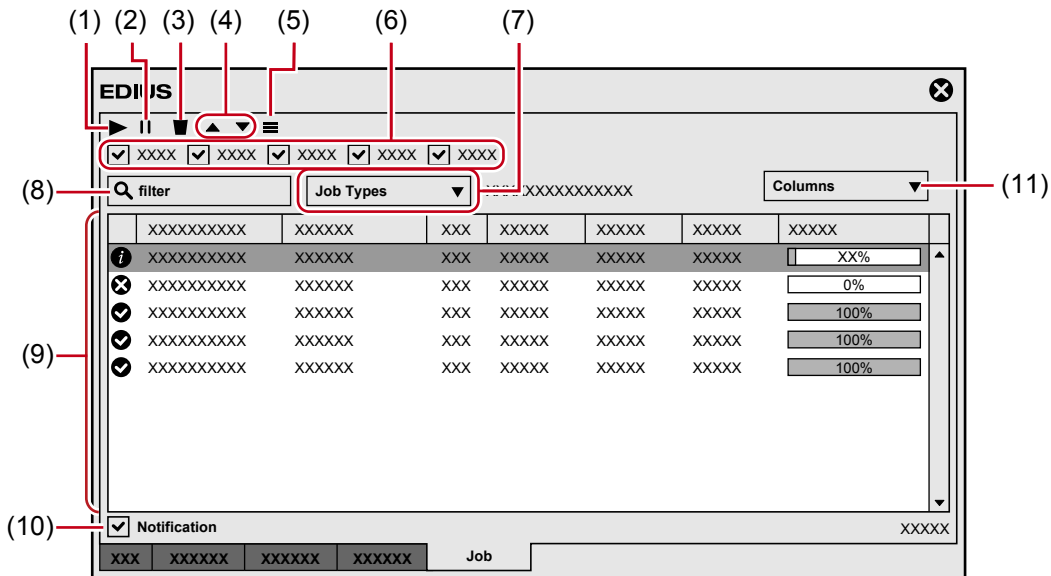 (1) (2) (3) (4) (5) (6) (7)
EDIUS
XXXX XXXX XXXX XXXX XXXX
(8) filter Job Types XXXXXXXXXXXXXXXX Columns (11)
XXXXXXXXXX XXXXXX XXX XXXXX XXXXX XXXXX XXXXX
XXXXXXXXXX XXXXXX XXX XXXXX XXXXX XXXXX XX%
XXXXXXXXXX XXXXXX XXX XXXXX XXXXX XXXXX 0%
XXXXXXXXXX XXXXXX XXX XXXXX XXXXX XXXXX 100%
XXXXXXXXXX XXXXXX XXX XXXXX XXXXX XXXXX 100%
(9)
XXXXXXXXXX XXXXXX XXX XXXXX XXXXX XXXXX 100%
(10) Notification XXXXX
XXX XXXXXX XXXXXX XXXXXX Job